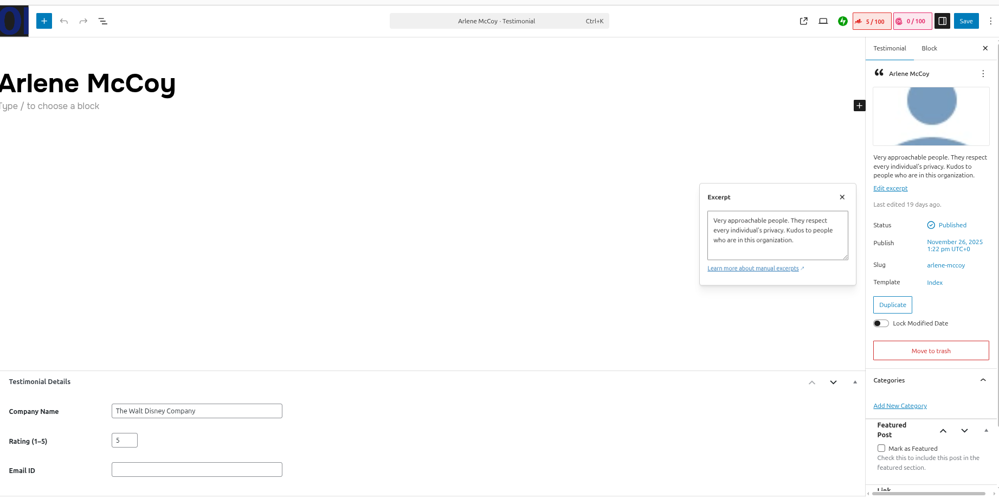 Arlene McCoy · Testimonial Ctrl+K
5 / 100
0 / 100
Save
Arlene McCoy
Type / to choose a block
Excerpt
Very approachable people. They respect
every individual's privacy. Kudos to people
who are in this organization.
Learn more about manual excerpts ↗
Testimonial Details
Company Name
The Walt Disney Company
Rating (1–5)
5
Email ID
Testimonial
Block
Arlene McCoy
Very approachable people. They respect
every individual's privacy. Kudos to
people who are in this organization.
Edit excerpt
Last edited 19 days ago.
Status
Published
Publish
November 26, 2025
1:22 pm UTC+0
Slug
arlene-mccoy
Template
Index
Duplicate
Lock Modified Date
Move to trash
Categories
Add New Category
Featured
Post
Mark as Featured
Check this to include this post in the
featured section.
Link